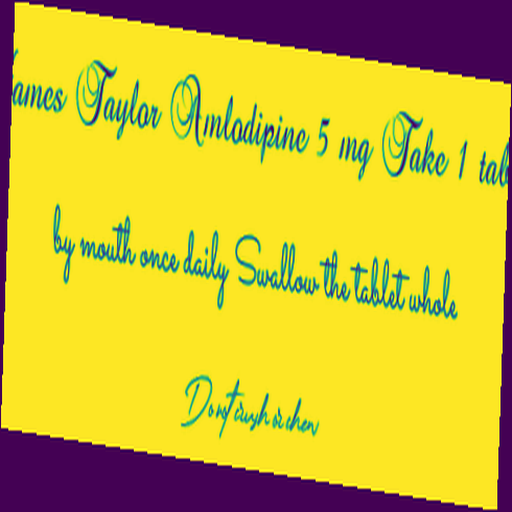 ames Taylor Amlodipine 5 mg Take 1 tab
by mouth once daily Swallow the tablet whole
Do not crush or chew